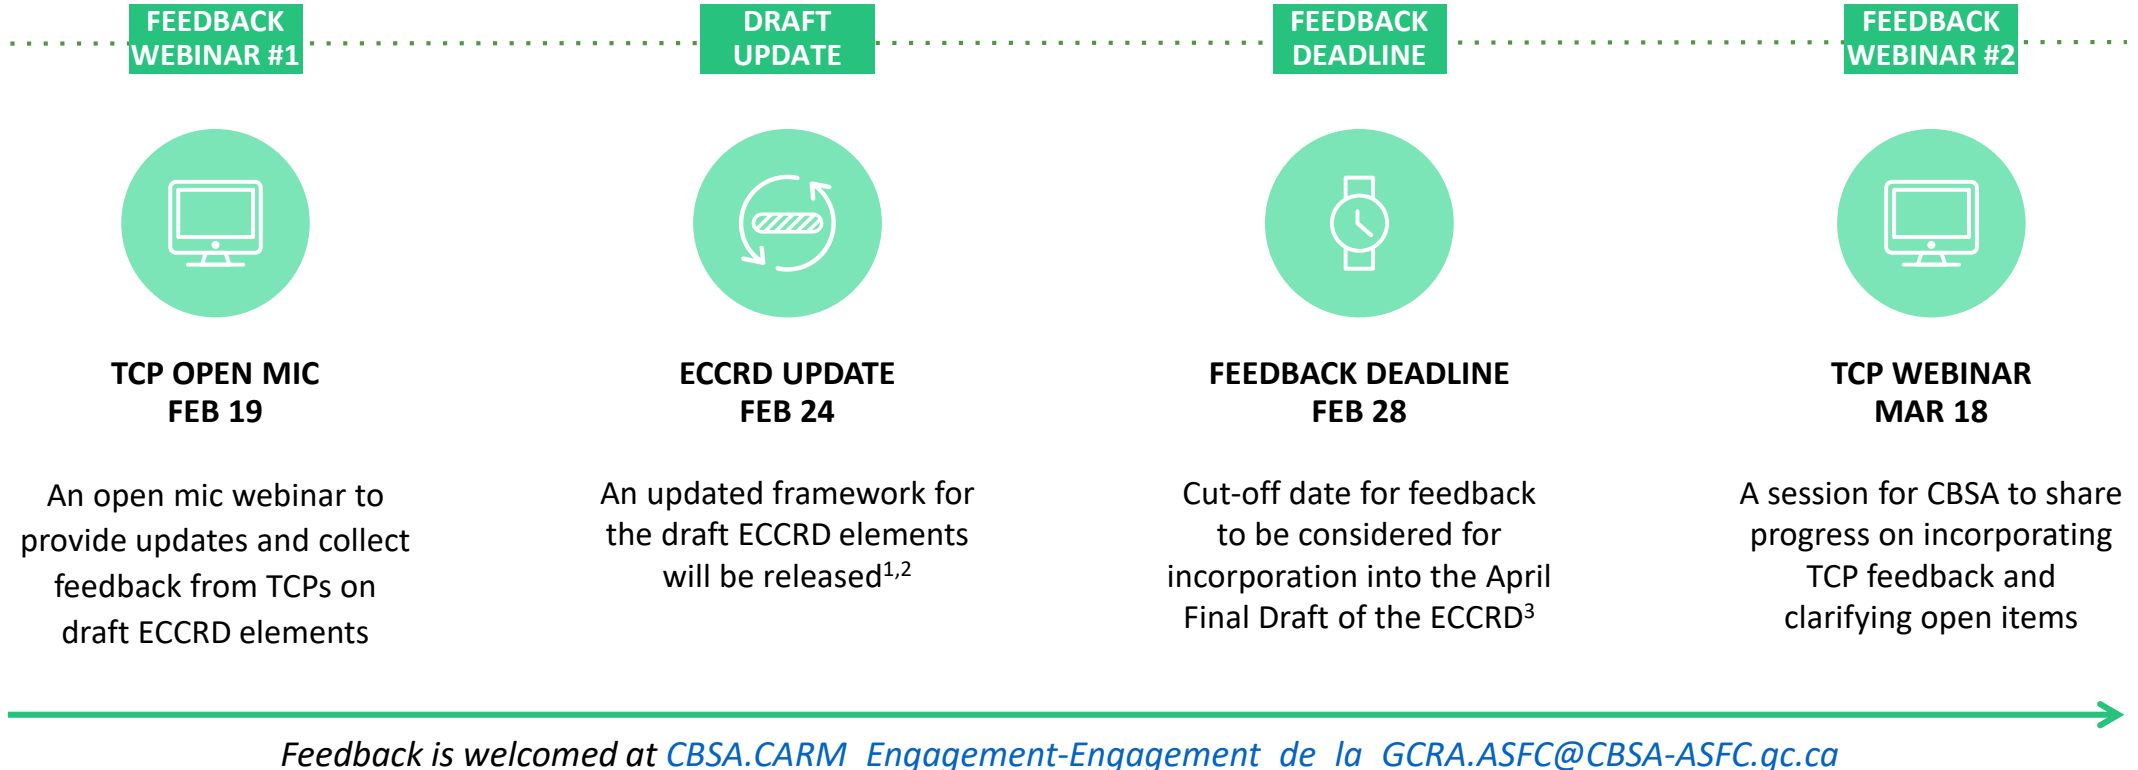 FEEDBACK
WEBINAR #1
DRAFT
UPDATE
FEEDBACK
DEADLINE
FEEDBACK
WEBINAR #2
TCP OPEN MIC
FEB 19
An open mic webinar to
provide updates and collect
feedback from TCPs on
draft ECCRD elements
ECCRD UPDATE
FEB 24
An updated framework for
the draft ECCRD elements
will be released1,2
FEEDBACK DEADLINE
FEB 28
Cut-off date for feedback
to be considered for
incorporation into the April
Final Draft of the ECCRD3
TCP WEBINAR
MAR 18
A session for CBSA to share
progress on incorporating
TCP feedback and
clarifying open items
Feedback is welcomed at CBSA.CARM_Engagement-Engagement_de_la_GCRA.ASFC@CBSA-ASFC.gc.ca